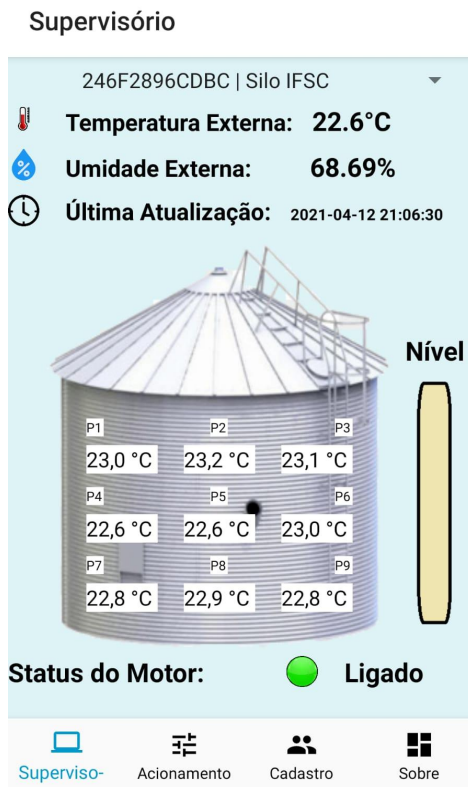 Supervisório
246F2896CDBC | Silo IFSC
Temperatura Externa: 22.6°C
Umidade Externa: 68.69%
Última Atualização: 2021-04-12 21:06:30
Nível
P1 P2 P3
23,0 °C 23,2 °C 23,1 °C
P4 P5 P6
22,6 °C 22,6 °C 23,0 °C
P7 P8 P9
22,8 °C 22,9 °C 22,8 °C
Status do Motor: Ligado
Superviso- Acionamento Cadastro Sobre